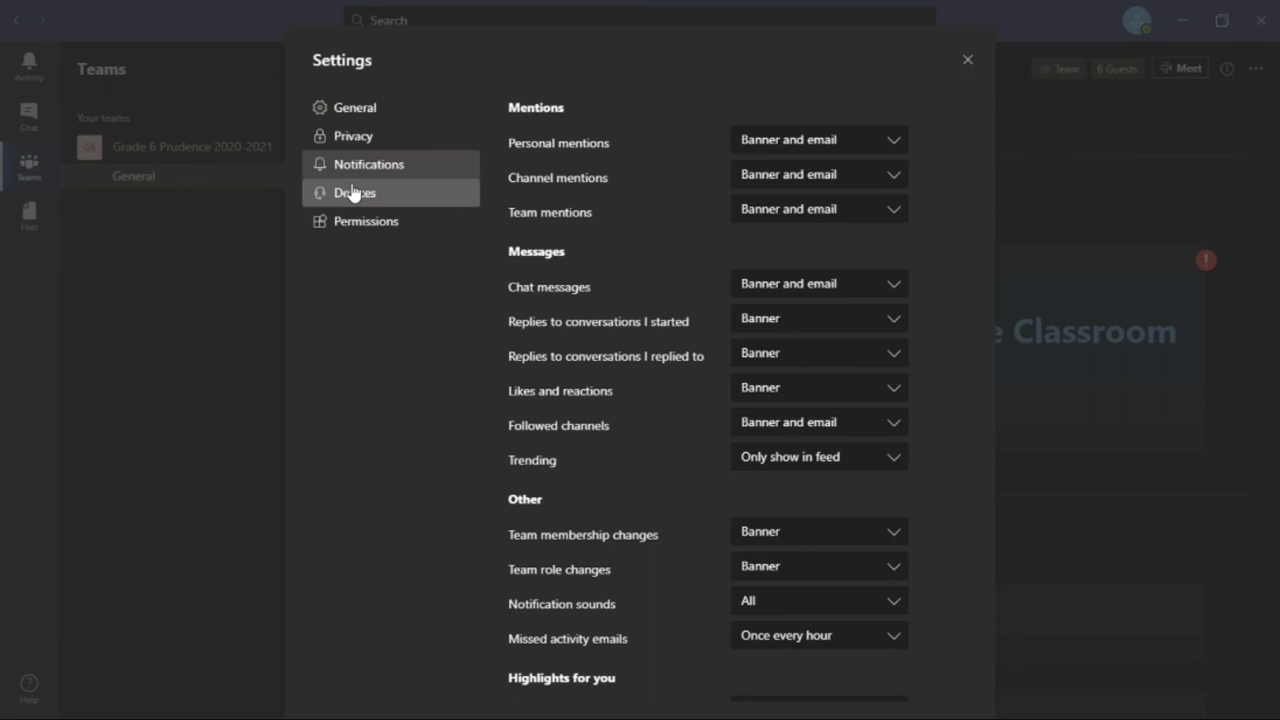 Search
Settings
Activity
Chat
Teams
Files
Help
Teams
Your teams
G6 Grade 6 Prudence 2020-2021
General
Team 6 Guests Meet
Classroom
General
Privacy
Notifications
Permissions
Mentions
Personal mentions Banner and email
Channel mentions Banner and email
Team mentions Banner and email
Messages
Chat messages Banner and email
Replies to conversations I started Banner
Replies to conversations I replied to Banner
Likes and reactions Banner
Followed channels Banner and email
Trending Only show in feed
Other
Team membership changes Banner
Team role changes Banner
Notification sounds All
Missed activity emails Once every hour
Highlights for you